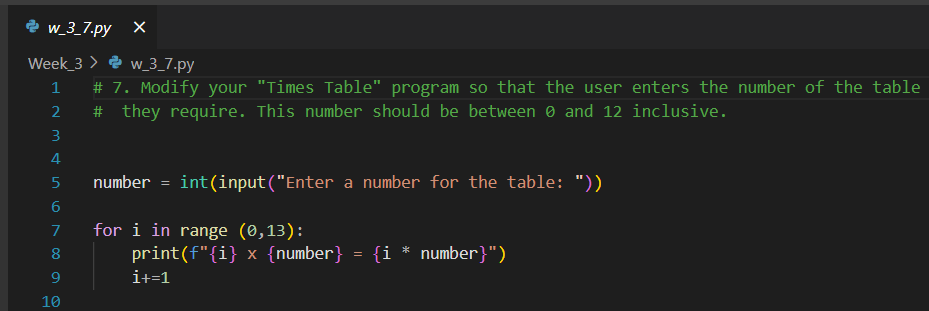 w_3_7.py
Week_3 > w_3_7.py
1 # 7. Modify your "Times Table" program so that the user enters the number of the table
2 #  they require. This number should be between 0 and 12 inclusive.
3
4
5 number = int(input("Enter a number for the table: "))
6
7 for i in range (0,13):
8     print(f"{i} x {number} = {i * number}")
9     i+=1
10